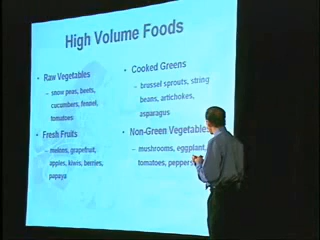 High Volume Foods
• Raw Vegetables
– snow peas, beets,
cucumbers, fennel,
tomatoes
• Fresh Fruits
– melons, grapefruit,
apples, kiwis, berries,
papaya
• Cooked Greens
– brussel sprouts, string
beans, artichokes,
asparagus
• Non-Green Vegetables
– mushrooms, eggplant,
tomatoes, peppers